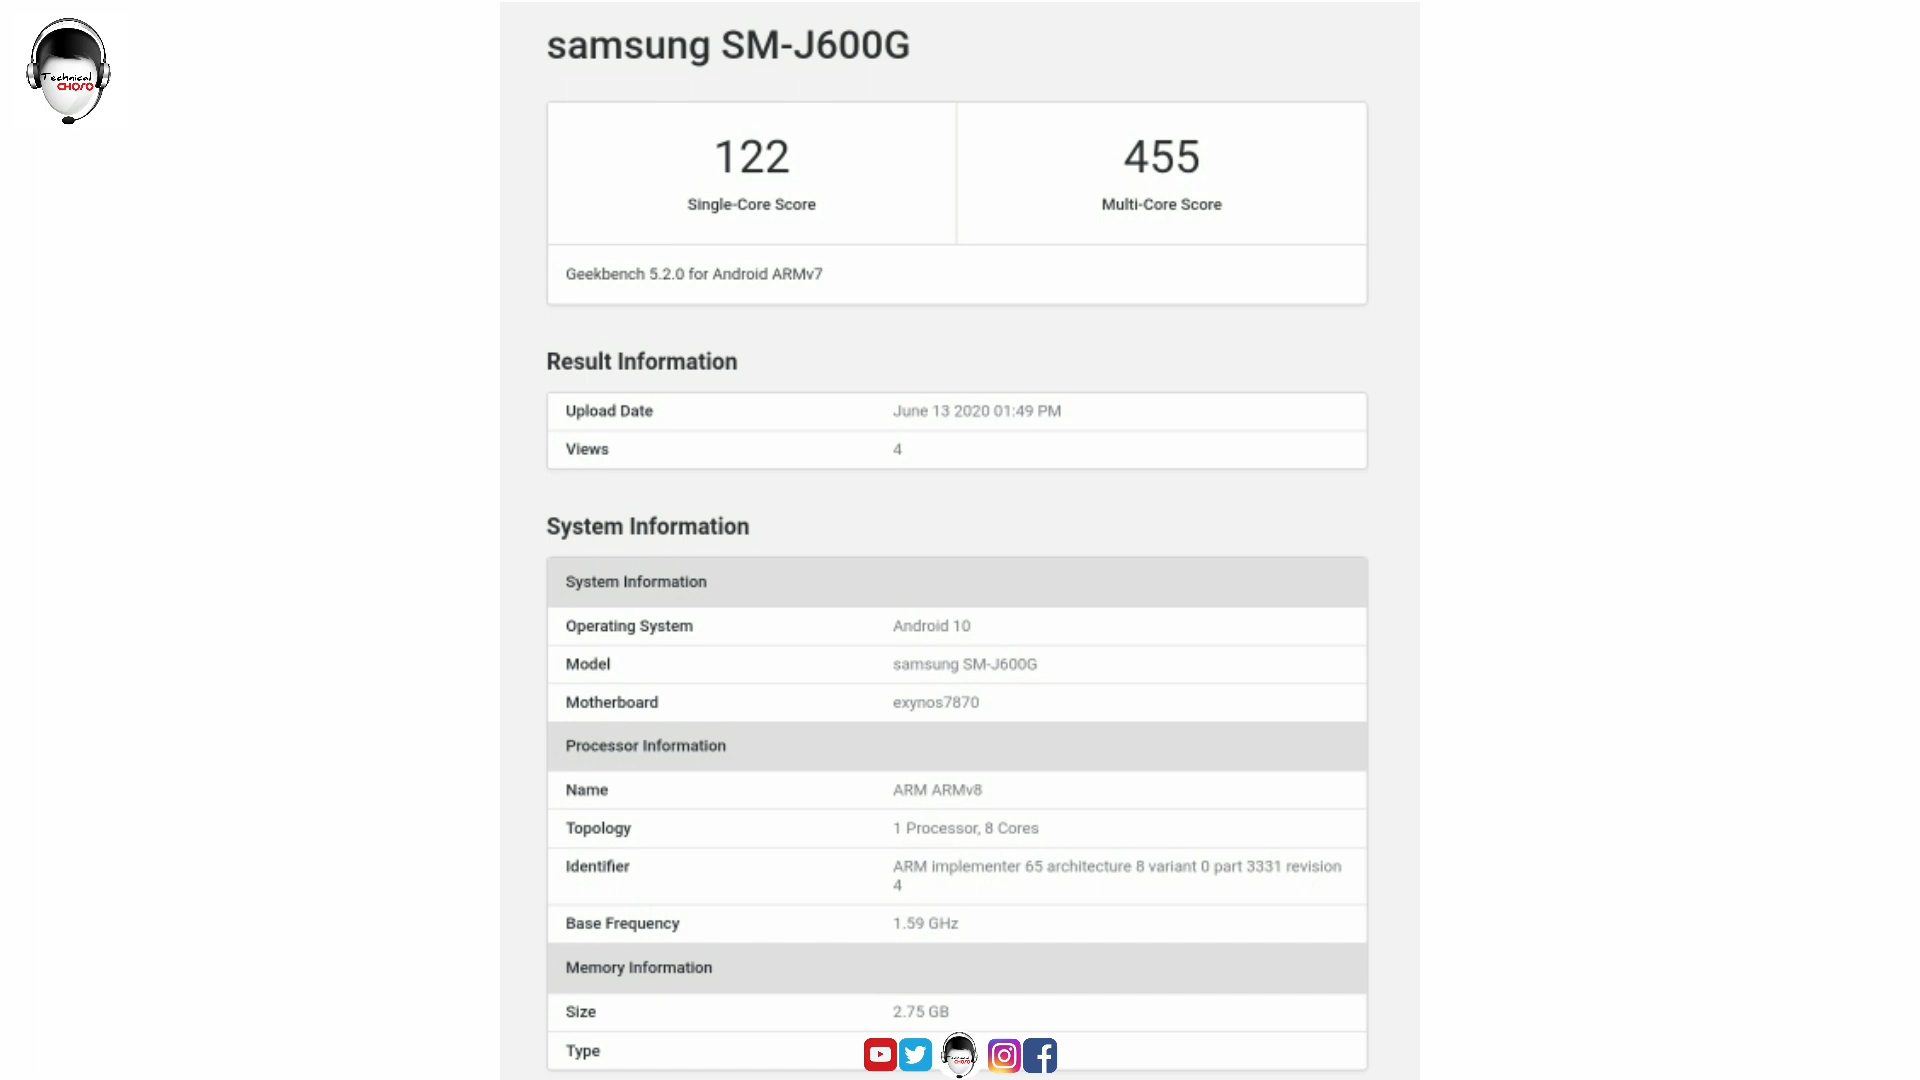 Technical
CHOSO
samsung SM-J600G
122
Single-Core Score
455
Multi-Core Score
Geekbench 5.2.0 for Android ARMv7
Result Information
Upload Date June 13 2020 01:49 PM
Views 4
System Information
System Information
Operating System Android 10
Model samsung SM-J600G
Motherboard exynos7870
Processor Information
Name ARM ARMv8
Topology 1 Processor, 8 Cores
Identifier ARM implementer 65 architecture 8 variant 0 part 3331 revision
4
Base Frequency 1.59 GHz
Memory Information
Size 2.75 GB
Type